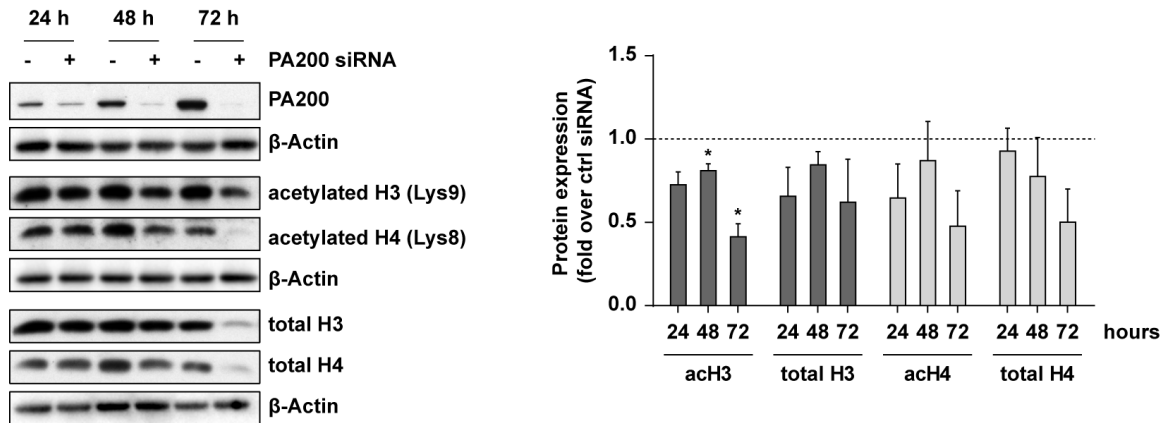 24 h 48 h 72 h
- + - + - + PA200 siRNA
PA200
β-Actin
acetylated H3 (Lys9)
acetylated H4 (Lys8)
β-Actin
total H3
total H4
β-Actin
Protein expression
(fold over ctrl siRNA)
1.5
1.0
0.5
0.0
* *
24 48 72 24 48 72 24 48 72 24 48 72 hours
acH3 total H3 acH4 total H4